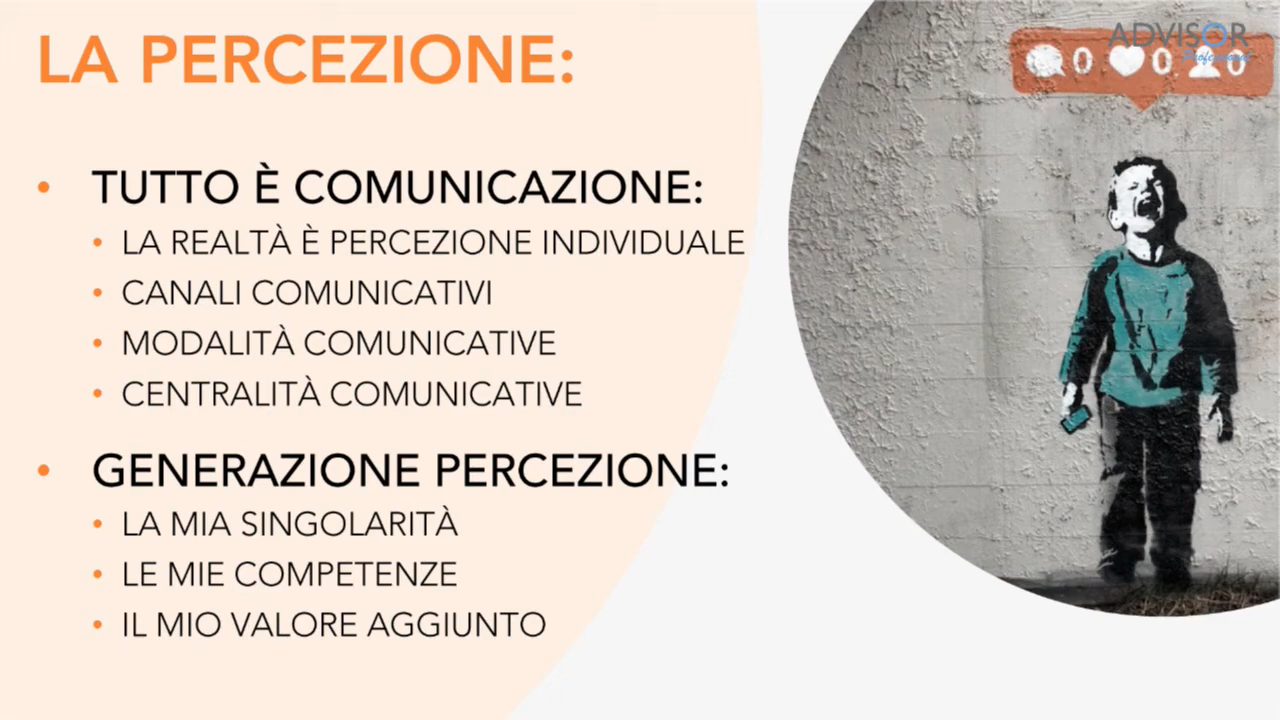 LA PERCEZIONE:
ADVISOR
Professional
0 0 0
• TUTTO È COMUNICAZIONE:
• LA REALTÀ È PERCEZIONE INDIVIDUALE
• CANALI COMUNICATIVI
• MODALITÀ COMUNICATIVE
• CENTRALITÀ COMUNICATIVE
• GENERAZIONE PERCEZIONE:
• LA MIA SINGOLARITÀ
• LE MIE COMPETENZE
• IL MIO VALORE AGGIUNTO